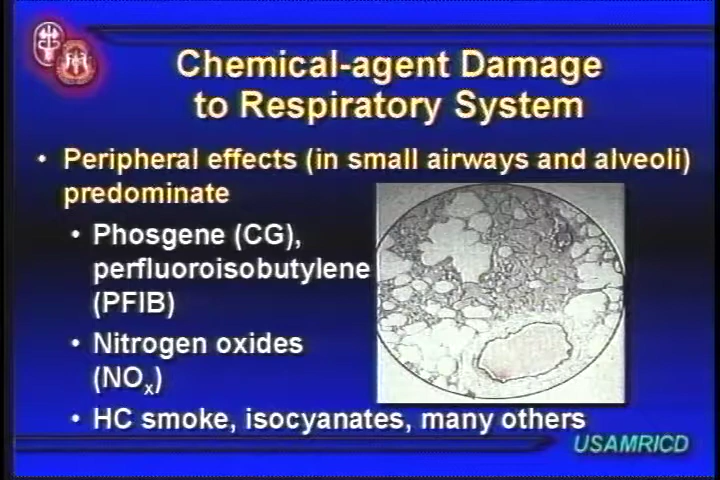 Chemical-agent Damage
to Respiratory System
• Peripheral effects (in small airways and alveoli)
predominate
• Phosgene (CG),
perfluoroisobutylene
(PFIB)
• Nitrogen oxides
(NOx)
• HC smoke, isocyanates, many others
USAMRICD